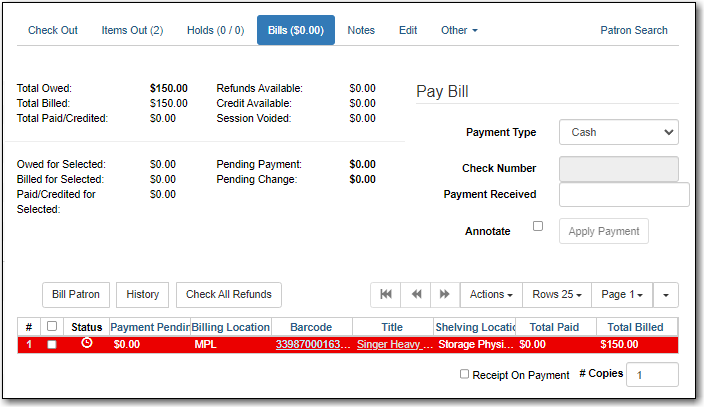 Check Out Items Out (2) Holds (0 / 0) Bills ($0.00) Notes Edit Other Patron Search
Total Owed: $150.00 Refunds Available: $0.00
Total Billed: $150.00 Credit Available: $0.00
Total Paid/Credited: $0.00 Session Voided: $0.00
Owed for Selected: $0.00 Pending Payment: $0.00
Billed for Selected: $0.00 Pending Change: $0.00
Paid/Credited for $0.00
Selected:
Pay Bill
Payment Type Cash
Check Number
Payment Received
Annotate Apply Payment
Bill Patron History Check All Refunds Actions Rows 25 Page 1
# Status Payment Pendin Billing Location Barcode Title Shelving Locatio Total Paid Total Billed
1 $0.00 MPL 33987000163... Singer Heavy ... Storage Physi... $0.00 $150.00
Receipt On Payment # Copies 1